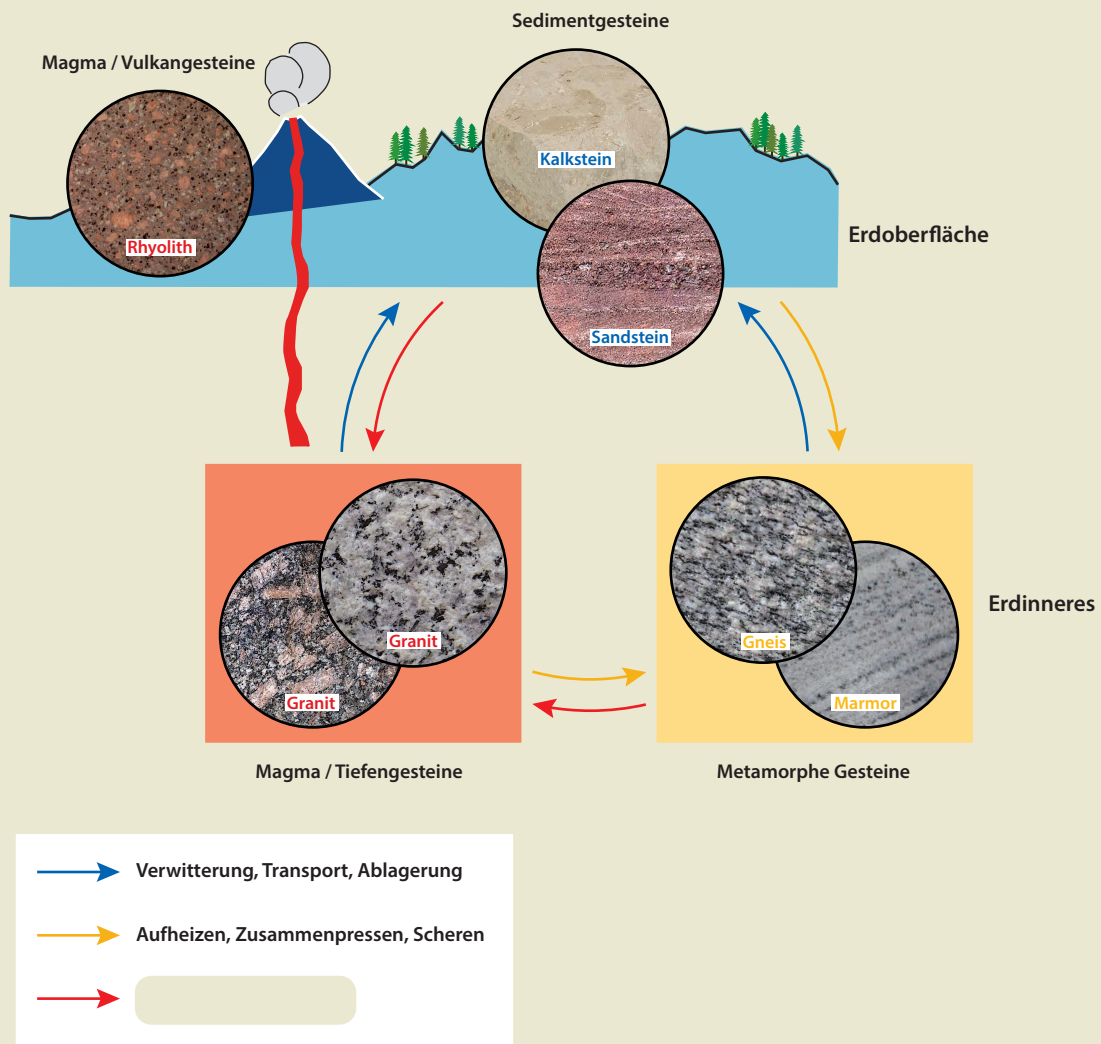 Sedimentgesteine
Magma / Vulkangesteine
Kalkstein
Rhyolith
Erdoberfläche
Sandstein
Erdinneres
Granit
Gneis
Granit
Marmor
Magma / Tiefengesteine
Metamorphe Gesteine
Verwitterung, Transport, Ablagerung
Aufheizen, Zusammenpressen, Scheren